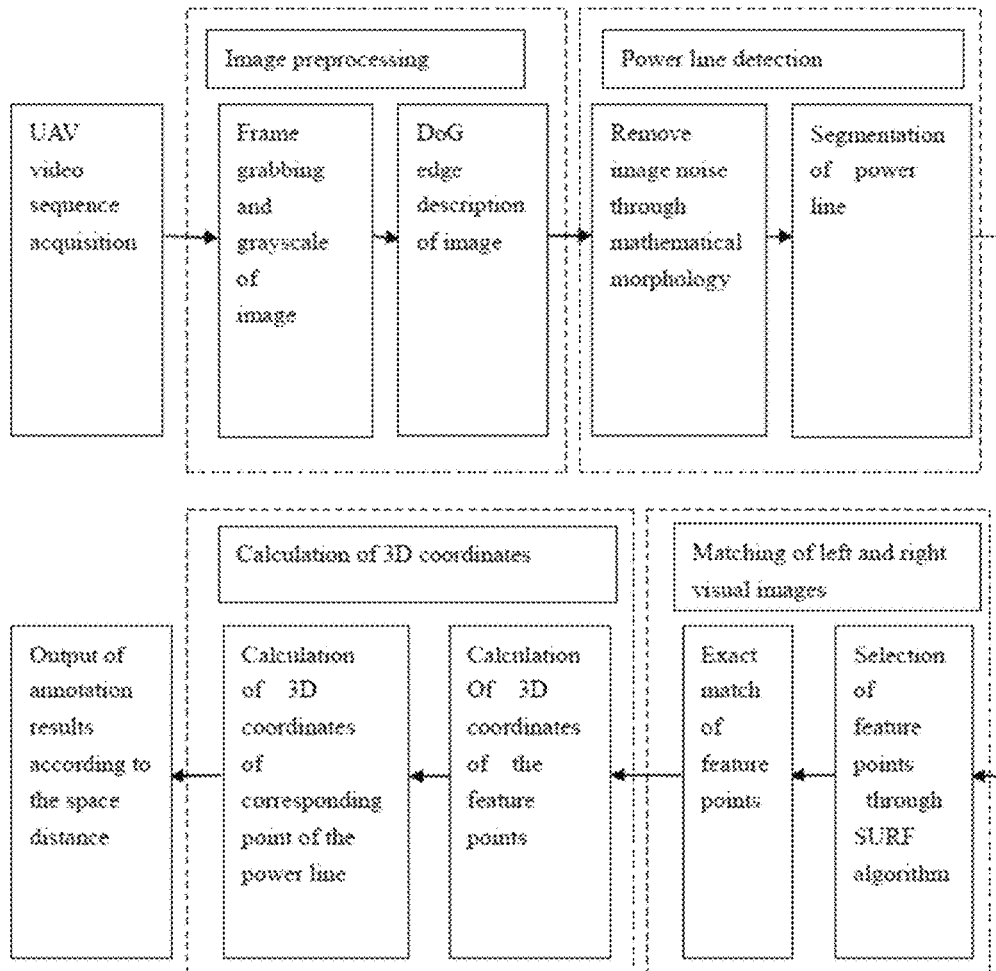 Image preprocessing
Power line detection
UAV
video
sequence
acquisition
Frame
grabbing
and
grayscale
of
image
DoG
edge
description
of image
Remove
image noise
through
mathematical
morphology
Segmentation
of power
line
Calculation of 3D coordinates
Matching of left and right
visual images
Output of
annotation
results
according to
the space
distance
Calculation
of 3D
coordinates
of
corresponding
point of the
power line
Calculation
Of 3D
coordinates
of the
feature
points
Exact
match
of
feature
points
Selection
of
feature
points
through
SURF
algorithm